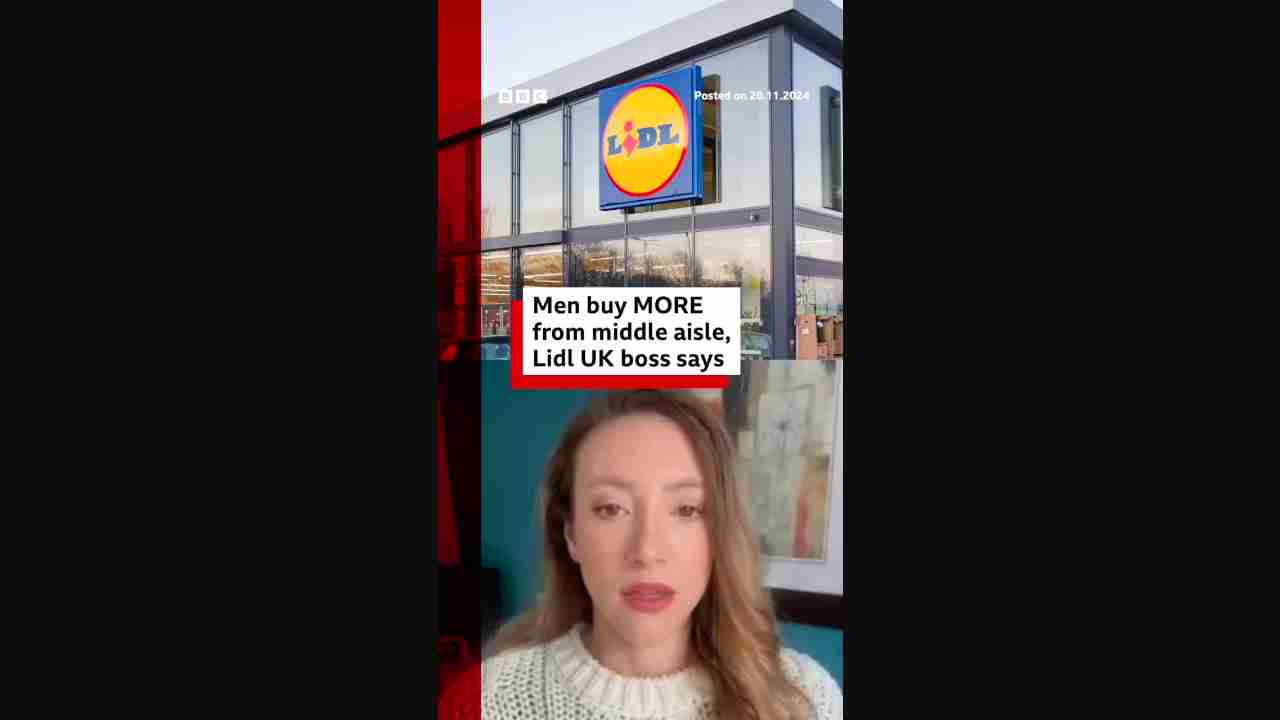 BBC
Posted on 20.11.2024
LIDL
Men buy MORE
from middle aisle,
Lidl UK boss says